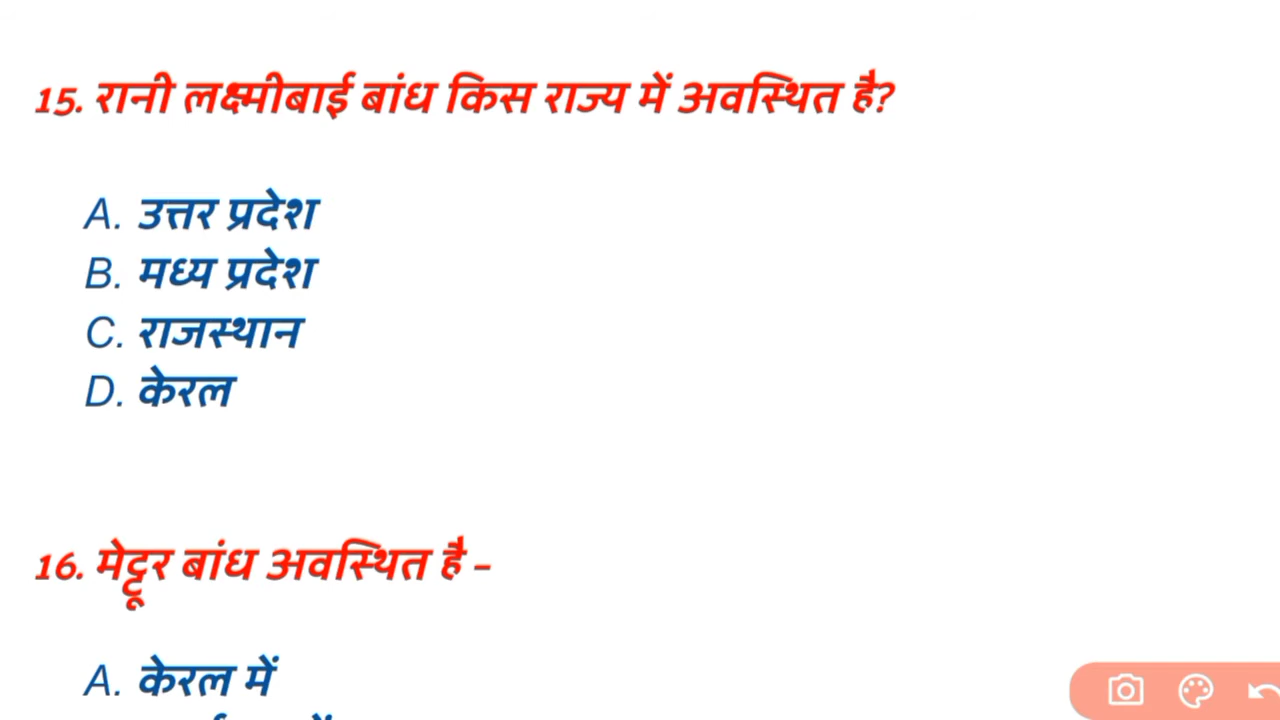 15. रानी लक्ष्मीबाई बांध किस राज्य में अवस्थित है?
A. उत्तर प्रदेश
B. मध्य प्रदेश
C. राजस्थान
D. केरल
16. मेट्टूर बांध अवस्थित है –
A. केरल में